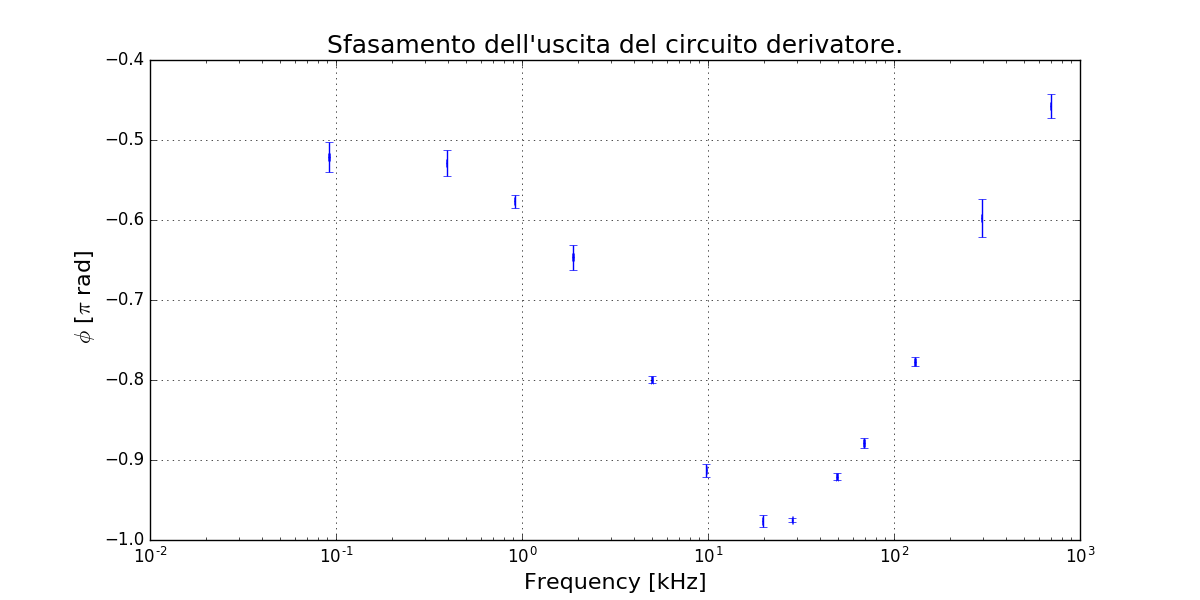 Sfasamento dell'uscita del circuito derivatore.
−0.4
−0.5
−0.6
−0.7
−0.8
−0.9
−1.0
ϕ [π rad]
10⁻² 10⁻¹ 10⁰ 10¹ 10² 10³
Frequency [kHz]